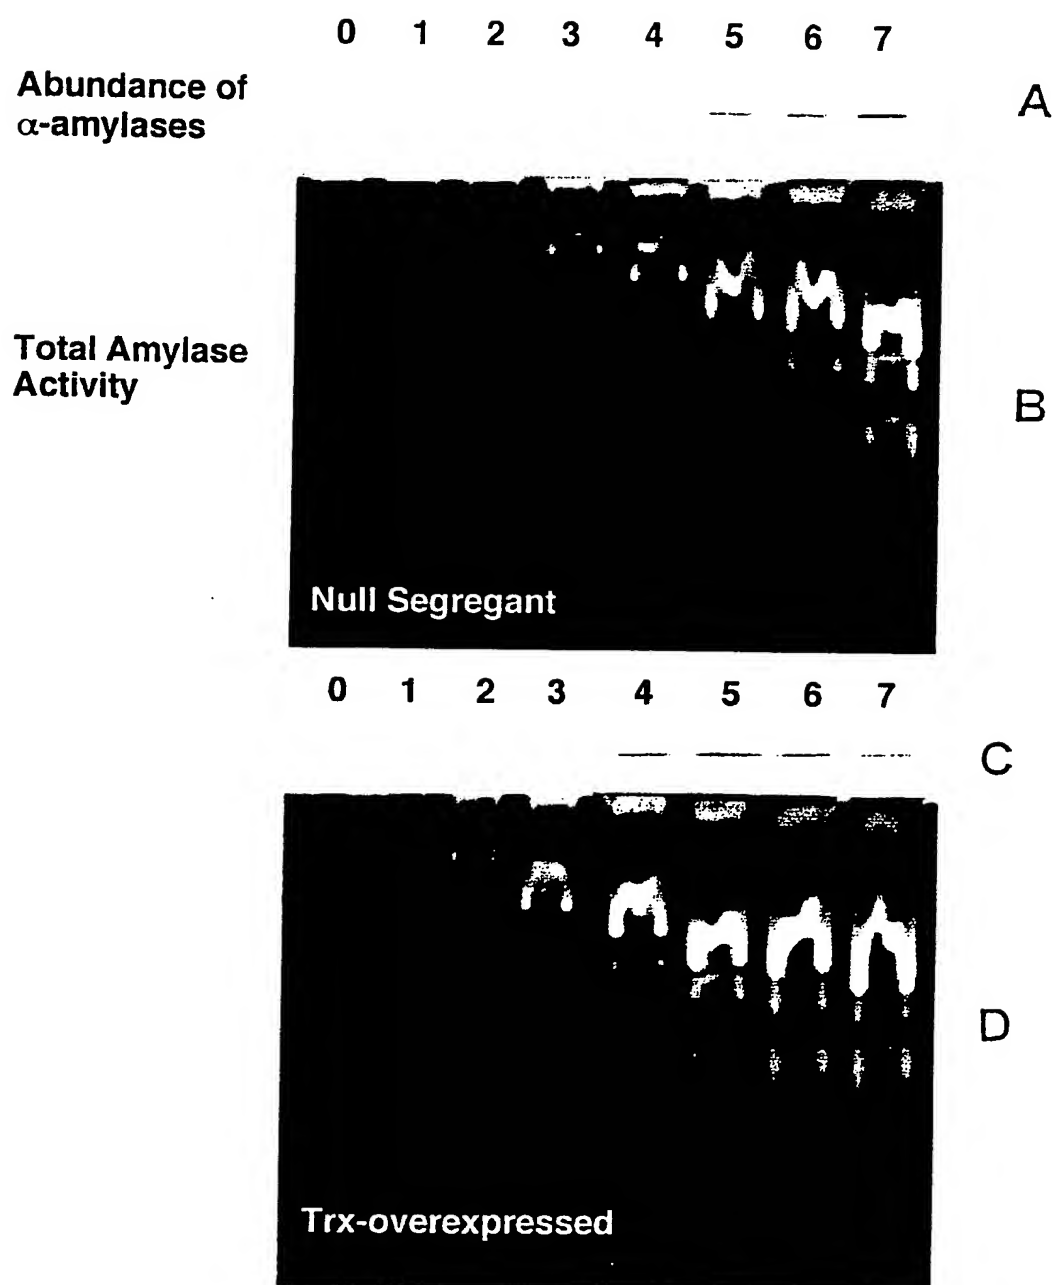 0 1 2 3 4 5 6 7
Abundance of
α-amylases
A
Total Amylase
Activity
B
Null Segregant
0 1 2 3 4 5 6 7
C
D
Trx-overexpressed